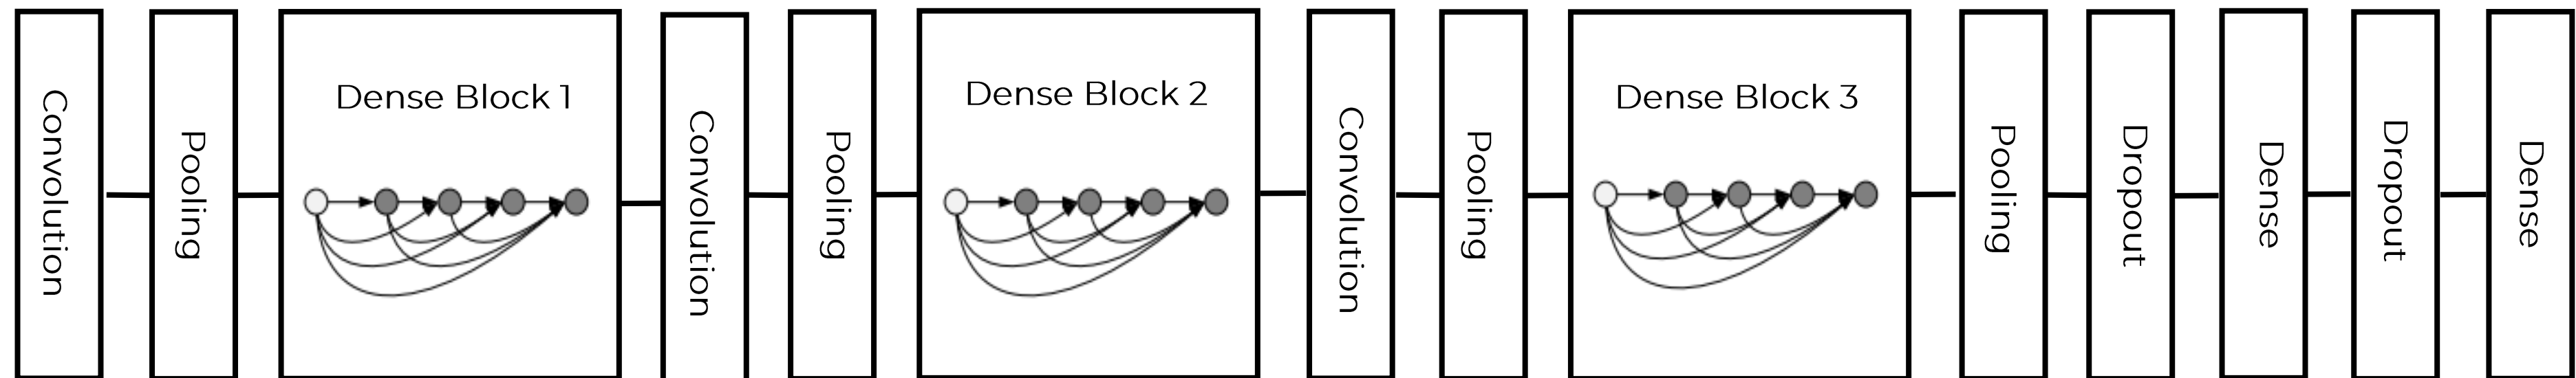 Convolution
Pooling
Dense Block 1
Convolution
Pooling
Dense Block 2
Convolution
Pooling
Dense Block 3
Pooling
Dropout
Dense
Dropout
Dense